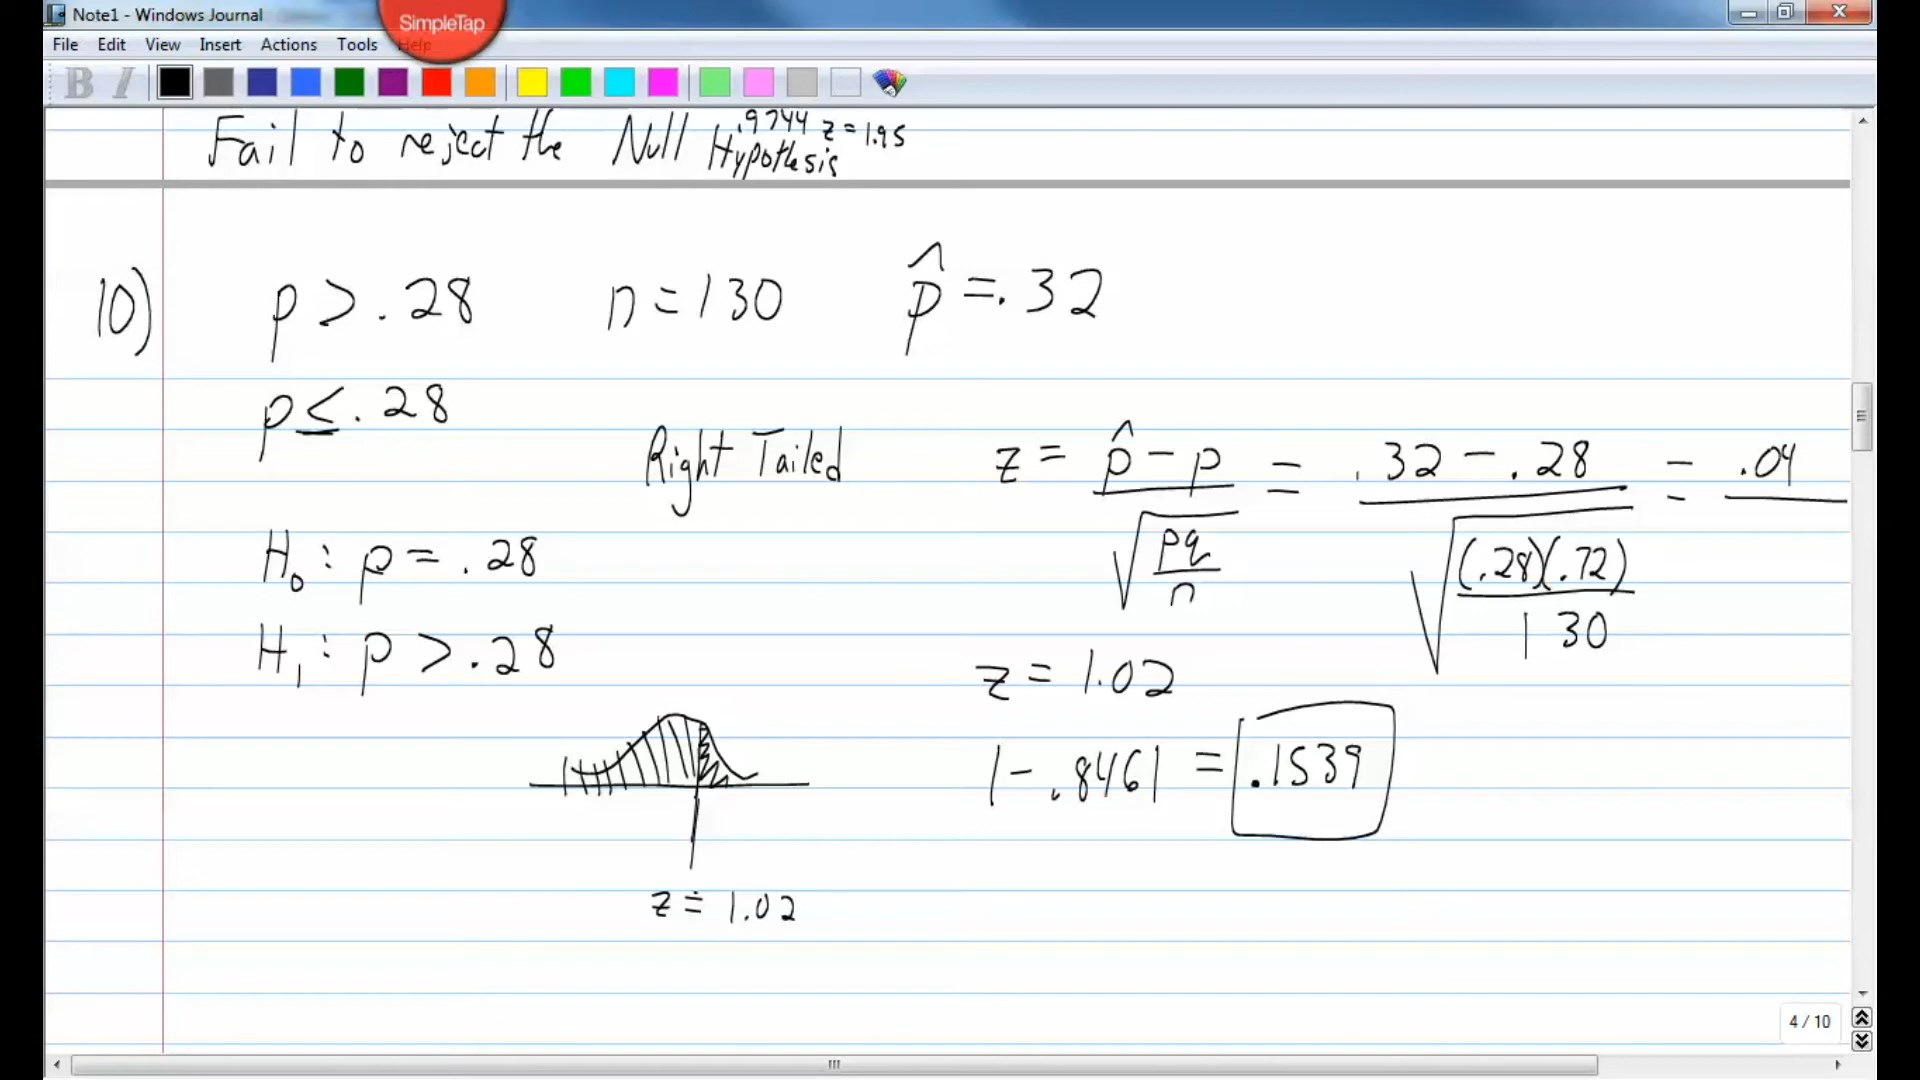 Note1 - Windows Journal
SimpleTap
File Edit View Insert Actions Tools Help
B I
.9744 z = 1.95
Fail to reject the Null Hypothesis
10) p > .28 n = 130 p̂ = .32
p ≤ .28
Right Tailed
z = p̂ - p / √(pq/n) = .32 - .28 / √((.28)(.72)/130) = .04
H₀ : p = .28
H₁ : p > .28
z = 1.02
1 - .8461 = .1539
z = 1.02
4 / 10